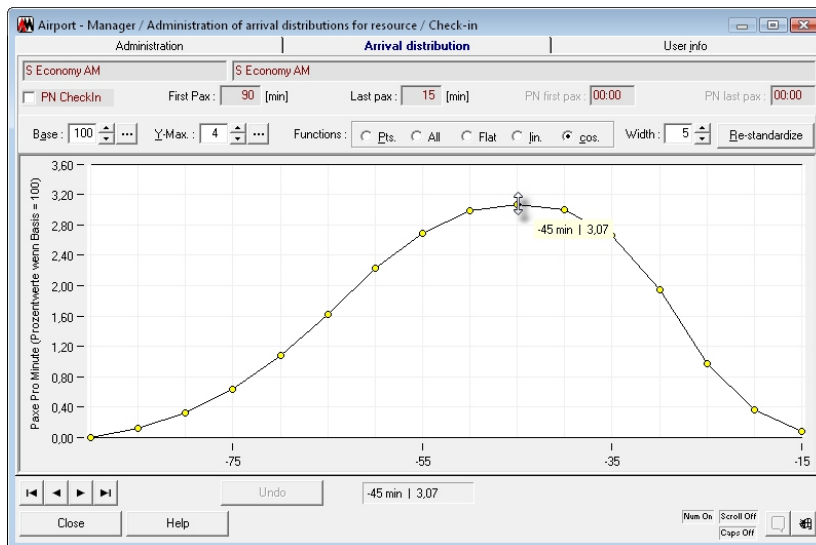 Airport - Manager / Administration of arrival distributions for resource / Check-in
Administration Arrival distribution User info
S Economy AM S Economy AM
PN CheckIn First Pax : 90 [min] Last pax : 15 [min] PN first pax : 00:00 PN last pax : 00:00
Base : 100 ... Y-Max. : 4 ... Functions : Pts. All Flat lin. cos. Width : 5 Re-standardize
Paxe Pro Minute (Prozentwerte wenn Basis = 100)
3,60
3,20
2,80
2,40
2,00
1,60
1,20
0,80
0,40
0,00
-45 min | 3,07
-75 -55 -35 -15
Undo -45 min | 3,07
Close Help Num On Scroll Off
Caps Off